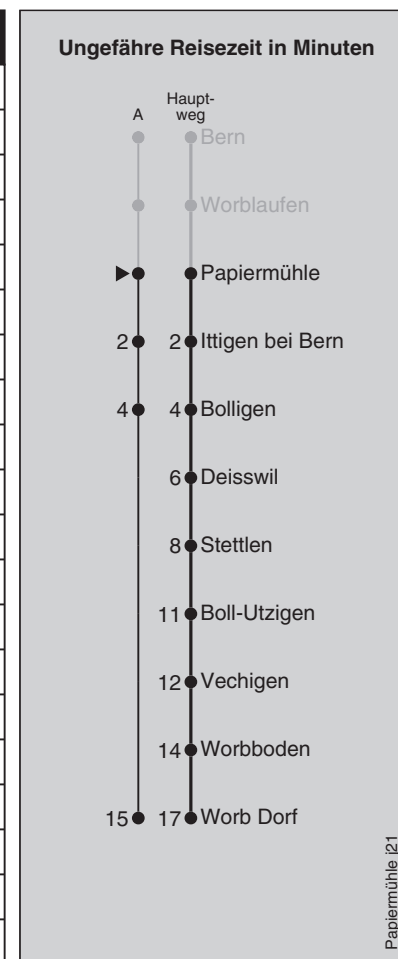 Ungefähre Reisezeit in Minuten
A Haupt-
weg
Bern
Worblaufen
Papiermühle
2 2 Ittigen bei Bern
4 4 Bolligen
6 Deisswil
8 Stettlen
11 Boll-Utzigen
12 Vechigen
14 Worbboden
15 17 Worb Dorf
Papiermühle j21